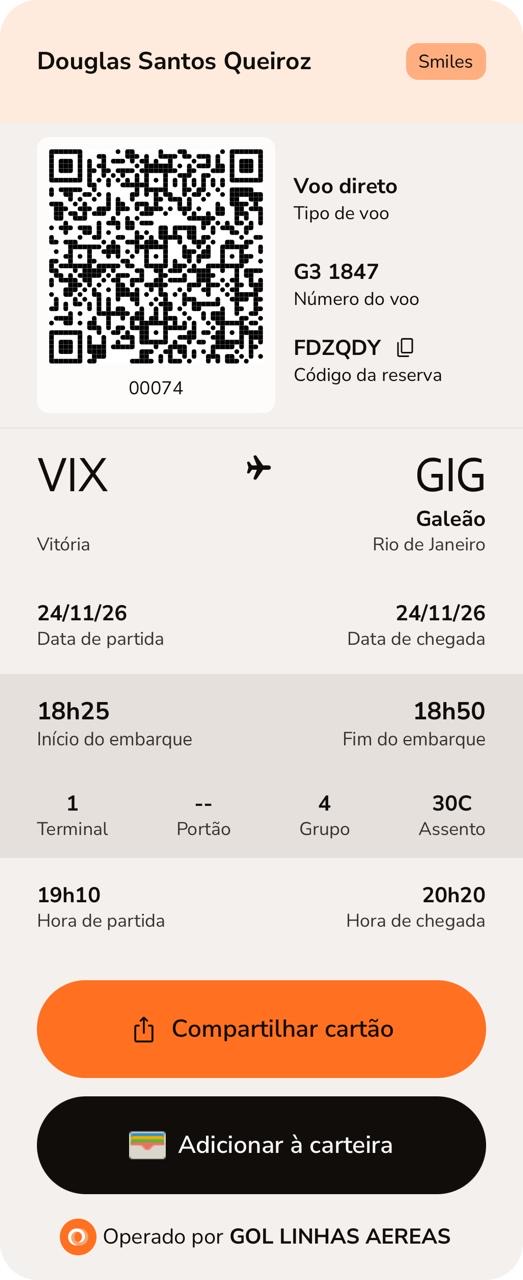 Douglas Santos Queiroz Smiles
Voo direto
Tipo de voo
G3 1847
Número do voo
FDZQDY
Código da reserva
00074
VIX GIG
Galeão
Vitória Rio de Janeiro
24/11/26 24/11/26
Data de partida Data de chegada
18h25 18h50
Início do embarque Fim do embarque
1 -- 4 30C
Terminal Portão Grupo Assento
19h10 20h20
Hora de partida Hora de chegada
Compartilhar cartão
Adicionar à carteira
Operado por GOL LINHAS AEREAS